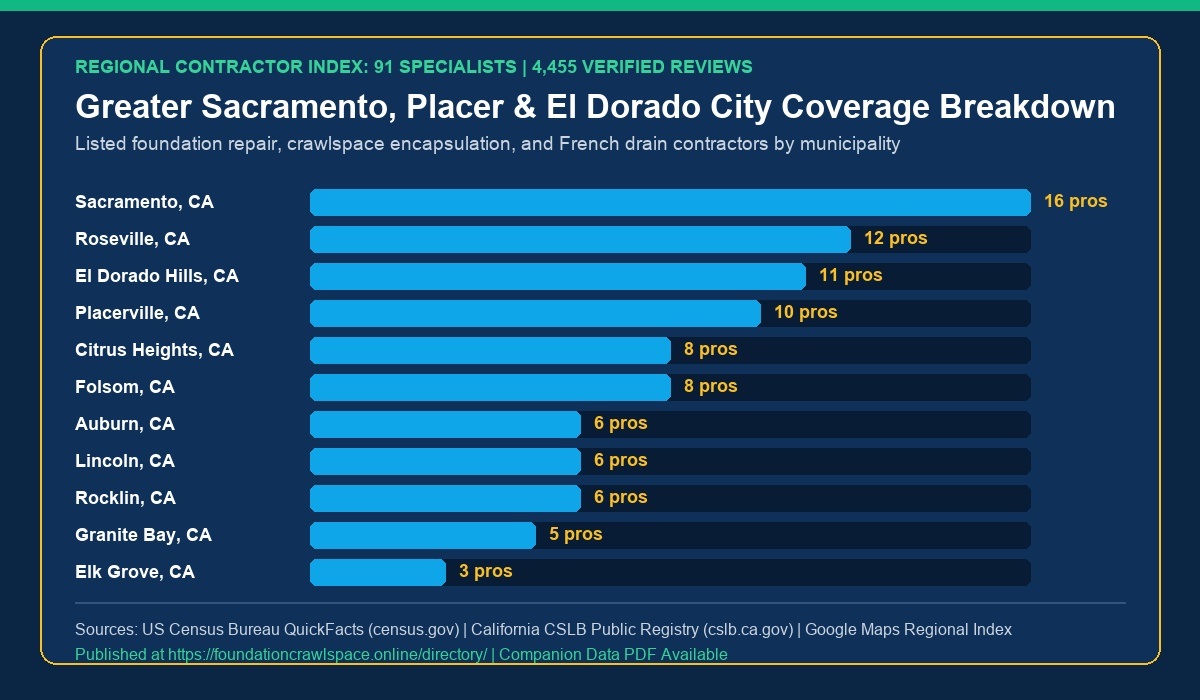 REGIONAL CONTRACTOR INDEX: 91 SPECIALISTS | 4,455 VERIFIED REVIEWS
Greater Sacramento, Placer & El Dorado City Coverage Breakdown
Listed foundation repair, crawlspace encapsulation, and French drain contractors by municipality
Sacramento, CA 16 pros
Roseville, CA 12 pros
El Dorado Hills, CA 11 pros
Placerville, CA 10 pros
Citrus Heights, CA 8 pros
Folsom, CA 8 pros
Auburn, CA 6 pros
Lincoln, CA 6 pros
Rocklin, CA 6 pros
Granite Bay, CA 5 pros
Elk Grove, CA 3 pros
Sources: US Census Bureau QuickFacts (census.gov) | California CSLB Public Registry (cslb.ca.gov) | Google Maps Regional Index
Published at https://foundationcrawlspace.online/directory/ | Companion Data PDF Available